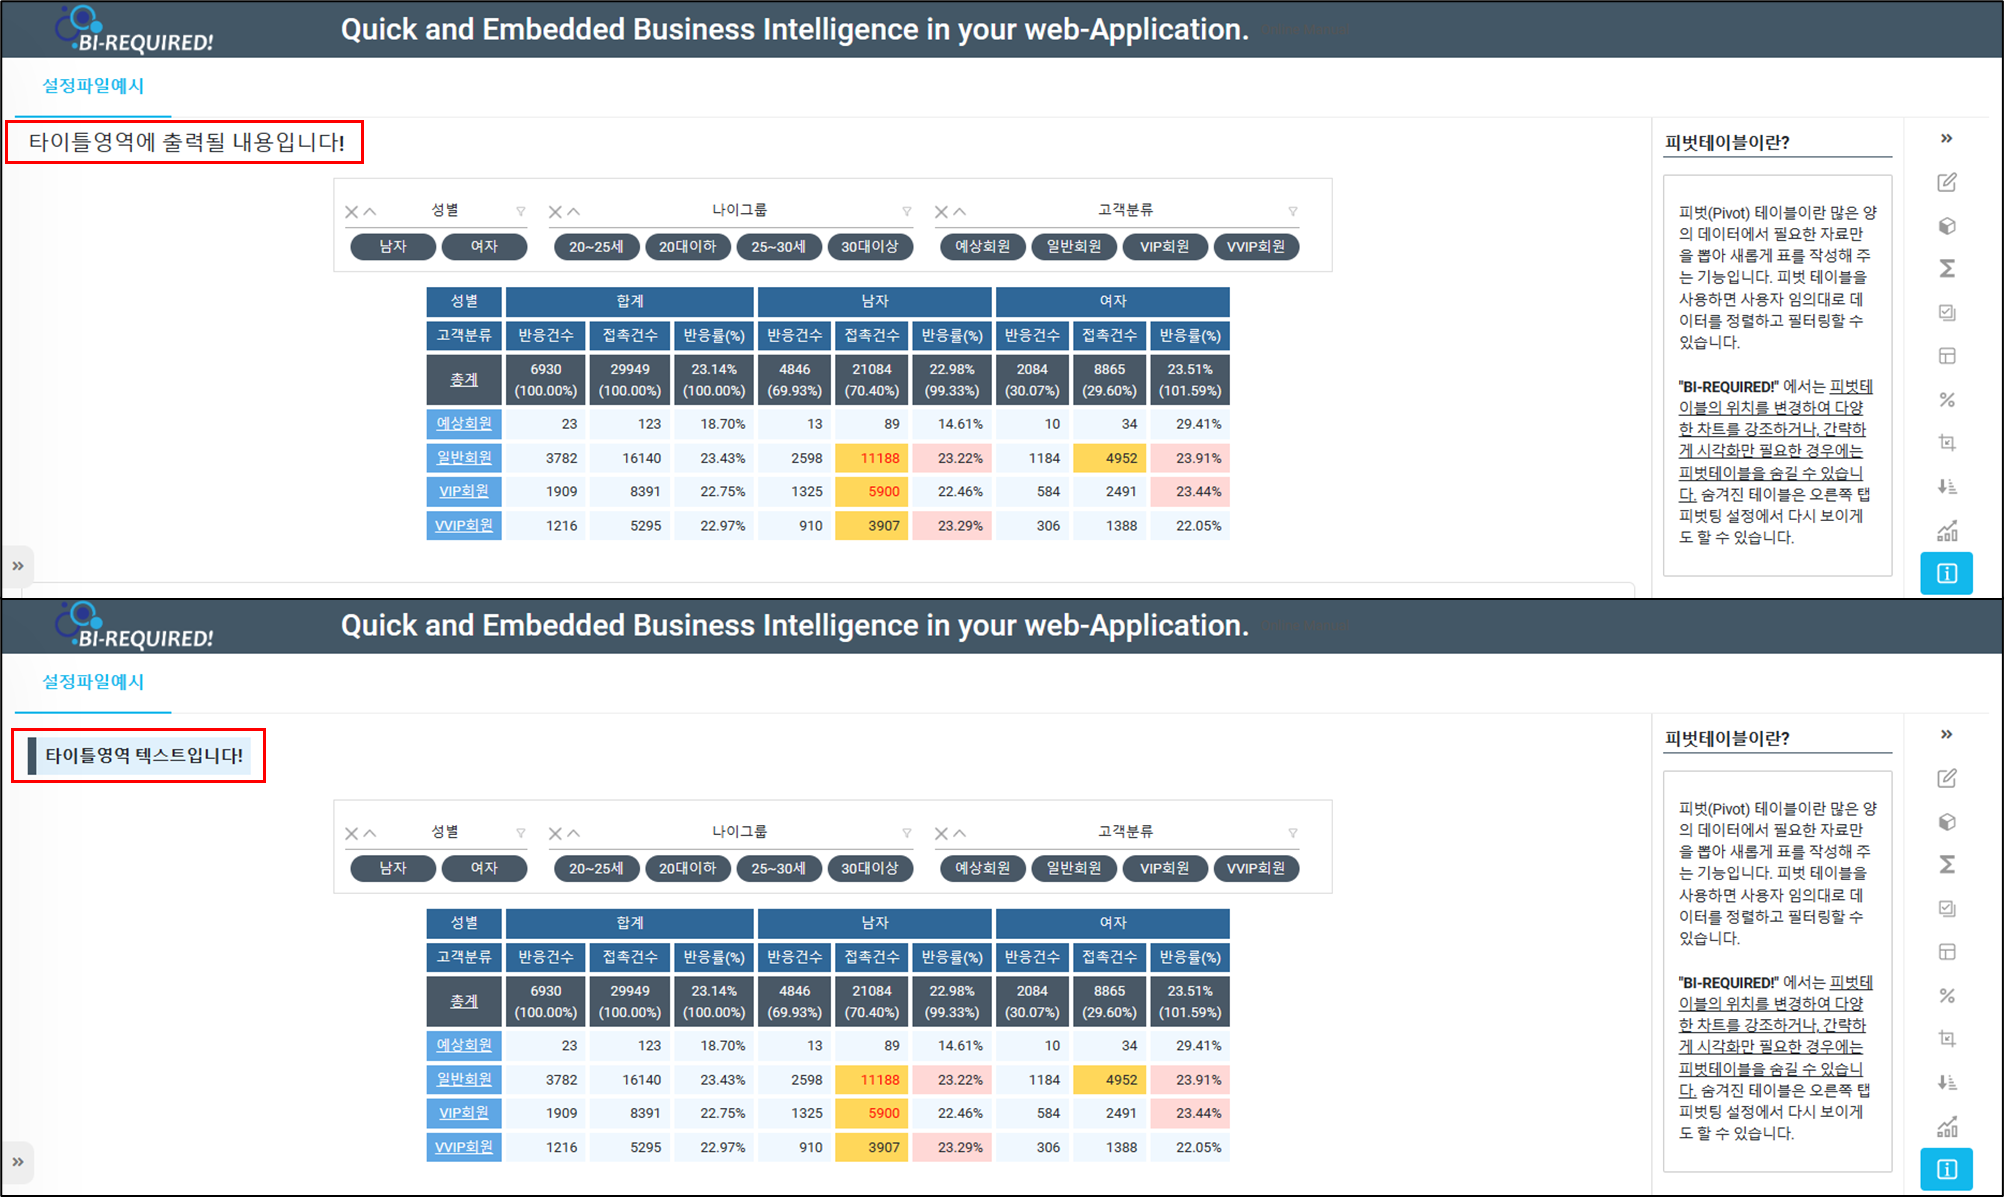 BI-REQUIRED!
Quick and Embedded Business Intelligence in your web-Application.
설정파일예시
타이틀영역에 출력될 내용입니다!
성별 나이그룹 고객분류
남자 여자 20~25세 20대이하 25~30세 30대이상 예상회원 일반회원 VIP회원 VVIP회원
성별 합계 남자 여자
고객분류 반응건수 접촉건수 반응률(%) 반응건수 접촉건수 반응률(%) 반응건수 접촉건수 반응률(%)
총계 6930 29949 23.14% 4846 21084 22.98% 2084 8865 23.51%
(100.00%) (100.00%) (100.00%) (69.93%) (70.40%) (99.33%) (30.07%) (29.60%) (101.59%)
예상회원 23 123 18.70% 13 89 14.61% 10 34 29.41%
일반회원 3782 16140 23.43% 2598 11188 23.22% 1184 4952 23.91%
VIP회원 1909 8391 22.75% 1325 5900 22.46% 584 2491 23.44%
VVIP회원 1216 5295 22.97% 910 3907 23.29% 306 1388 22.05%
피벗테이블이란?
피벗(Pivot) 테이블이란 많은 양
의 데이터에서 필요한 자료만
을 뽑아 새롭게 표를 작성해 주
는 기능입니다. 피벗 테이블을
사용하면 사용자 임의대로 데
이터를 정렬하고 필터링할 수
있습니다.
"BI-REQUIRED!" 에서는 피벗테
이블의 위치를 변경하여 다양
한 차트를 강조하거나, 간략하
게 시각화만 필요한 경우에는
피벗테이블을 숨길 수 있습니
다. 숨겨진 테이블은 오른쪽 탭
피벗팅 설정에서 다시 보이게
도 할 수 있습니다.
BI-REQUIRED!
Quick and Embedded Business Intelligence in your web-Application.
설정파일예시
타이틀영역 텍스트입니다!
성별 나이그룹 고객분류
남자 여자 20~25세 20대이하 25~30세 30대이상 예상회원 일반회원 VIP회원 VVIP회원
성별 합계 남자 여자
고객분류 반응건수 접촉건수 반응률(%) 반응건수 접촉건수 반응률(%) 반응건수 접촉건수 반응률(%)
총계 6930 29949 23.14% 4846 21084 22.98% 2084 8865 23.51%
(100.00%) (100.00%) (100.00%) (69.93%) (70.40%) (99.33%) (30.07%) (29.60%) (101.59%)
예상회원 23 123 18.70% 13 89 14.61% 10 34 29.41%
일반회원 3782 16140 23.43% 2598 11188 23.22% 1184 4952 23.91%
VIP회원 1909 8391 22.75% 1325 5900 22.46% 584 2491 23.44%
VVIP회원 1216 5295 22.97% 910 3907 23.29% 306 1388 22.05%
피벗테이블이란?
피벗(Pivot) 테이블이란 많은 양
의 데이터에서 필요한 자료만
을 뽑아 새롭게 표를 작성해 주
는 기능입니다. 피벗 테이블을
사용하면 사용자 임의대로 데
이터를 정렬하고 필터링할 수
있습니다.
"BI-REQUIRED!" 에서는 피벗테
이블의 위치를 변경하여 다양
한 차트를 강조하거나, 간략하
게 시각화만 필요한 경우에는
피벗테이블을 숨길 수 있습니
다. 숨겨진 테이블은 오른쪽 탭
피벗팅 설정에서 다시 보이게
도 할 수 있습니다.